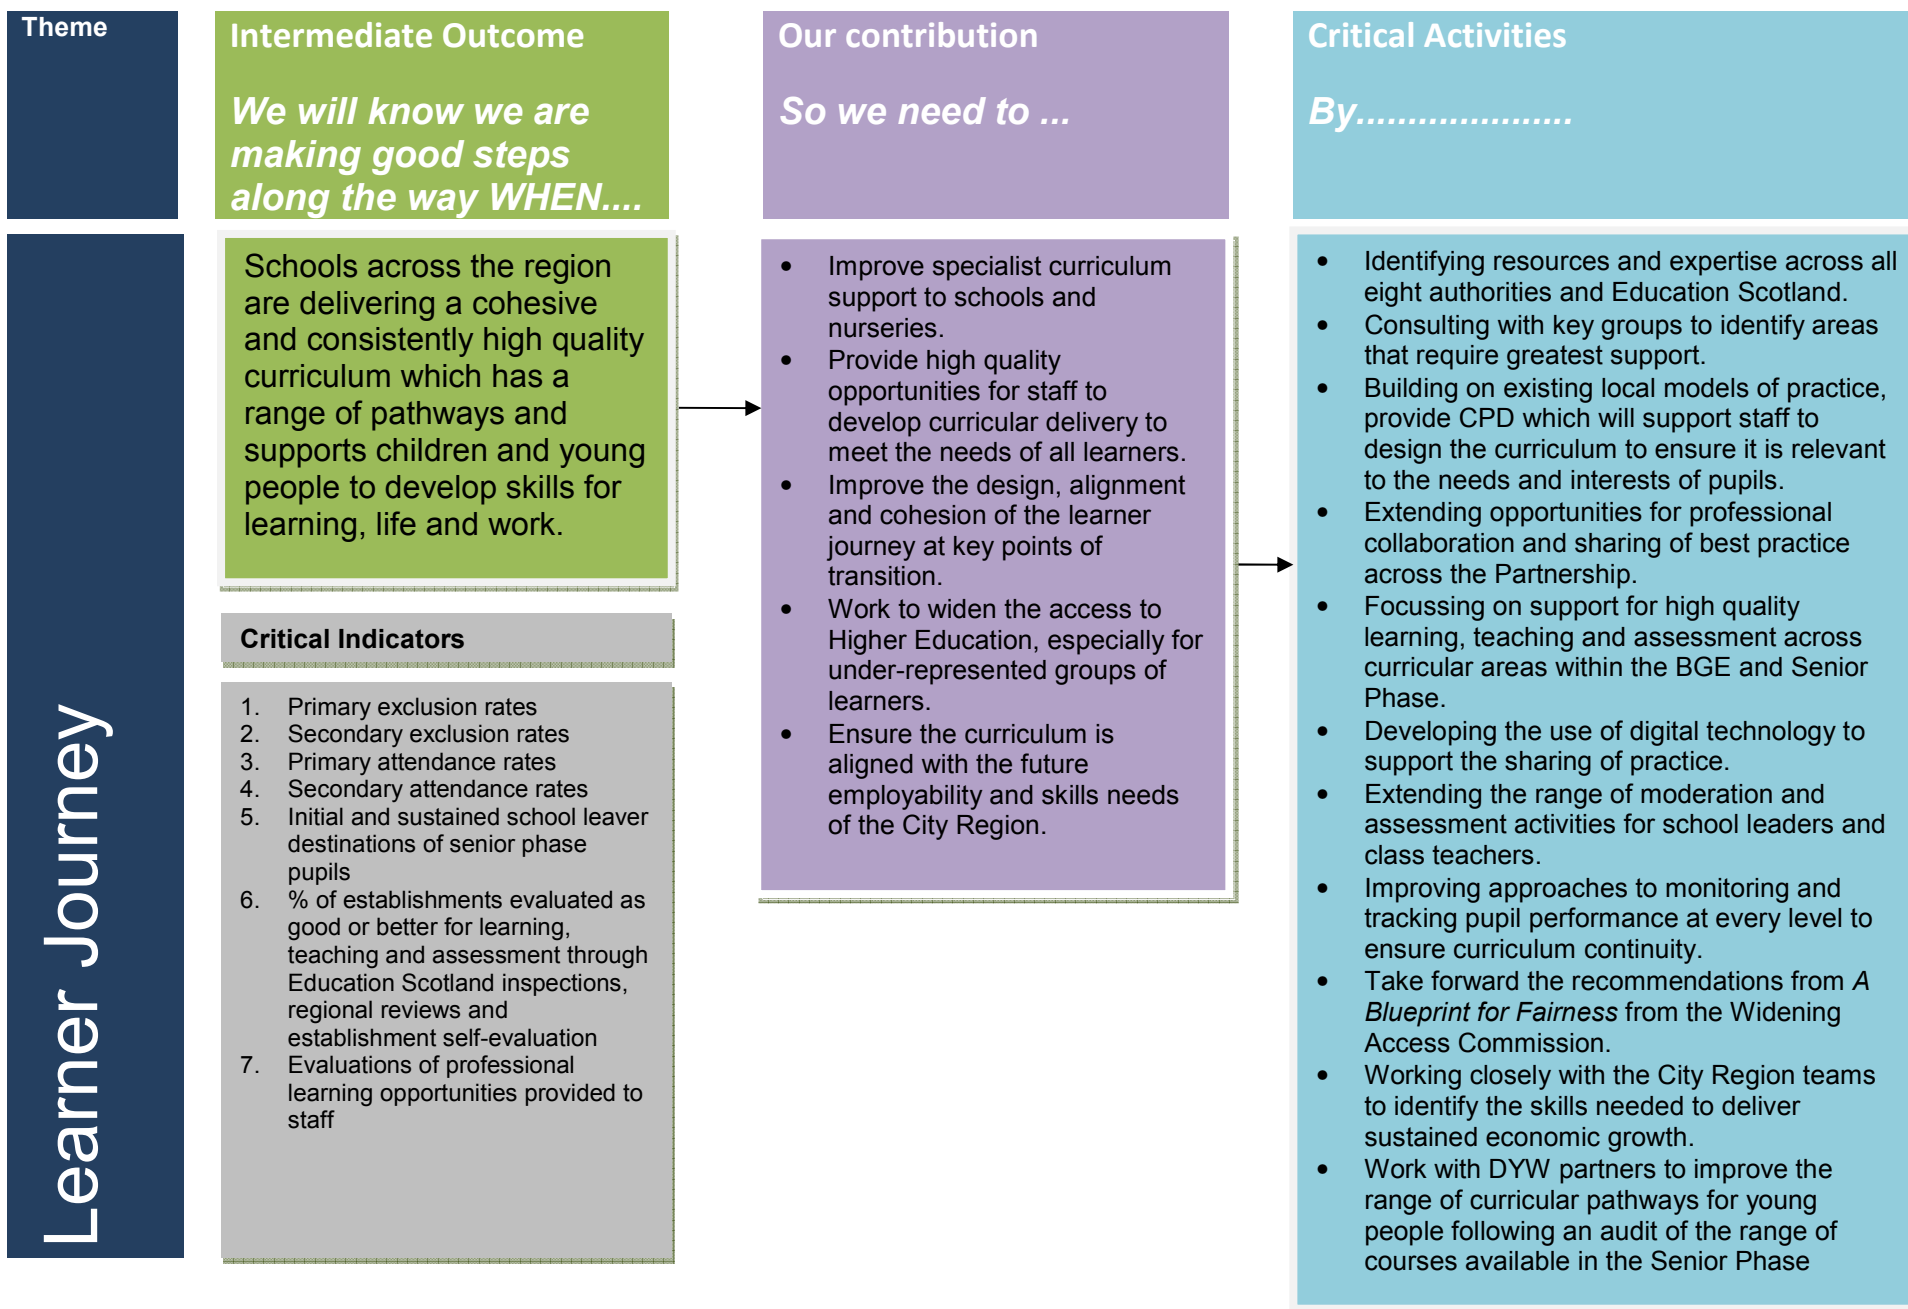 Theme
Intermediate Outcome
We will know we are
making good steps
along the way WHEN....
Our contribution
So we need to ...
Critical Activities
By.....................
Learner Journey
Schools across the region
are delivering a cohesive
and consistently high quality
curriculum which has a
range of pathways and
supports children and young
people to develop skills for
learning, life and work.
Critical Indicators
1. Primary exclusion rates
2. Secondary exclusion rates
3. Primary attendance rates
4. Secondary attendance rates
5. Initial and sustained school leaver
destinations of senior phase
pupils
6. % of establishments evaluated as
good or better for learning,
teaching and assessment through
Education Scotland inspections,
regional reviews and
establishment self-evaluation
7. Evaluations of professional
learning opportunities provided to
staff
• Improve specialist curriculum
support to schools and
nurseries.
• Provide high quality
opportunities for staff to
develop curricular delivery to
meet the needs of all learners.
• Improve the design, alignment
and cohesion of the learner
journey at key points of
transition.
• Work to widen the access to
Higher Education, especially for
under-represented groups of
learners.
• Ensure the curriculum is
aligned with the future
employability and skills needs
of the City Region.
• Identifying resources and expertise across all
eight authorities and Education Scotland.
• Consulting with key groups to identify areas
that require greatest support.
• Building on existing local models of practice,
provide CPD which will support staff to
design the curriculum to ensure it is relevant
to the needs and interests of pupils.
• Extending opportunities for professional
collaboration and sharing of best practice
across the Partnership.
• Focussing on support for high quality
learning, teaching and assessment across
curricular areas within the BGE and Senior
Phase.
• Developing the use of digital technology to
support the sharing of practice.
• Extending the range of moderation and
assessment activities for school leaders and
class teachers.
• Improving approaches to monitoring and
tracking pupil performance at every level to
ensure curriculum continuity.
• Take forward the recommendations from A
Blueprint for Fairness from the Widening
Access Commission.
• Working closely with the City Region teams
to identify the skills needed to deliver
sustained economic growth.
• Work with DYW partners to improve the
range of curricular pathways for young
people following an audit of the range of
courses available in the Senior Phase